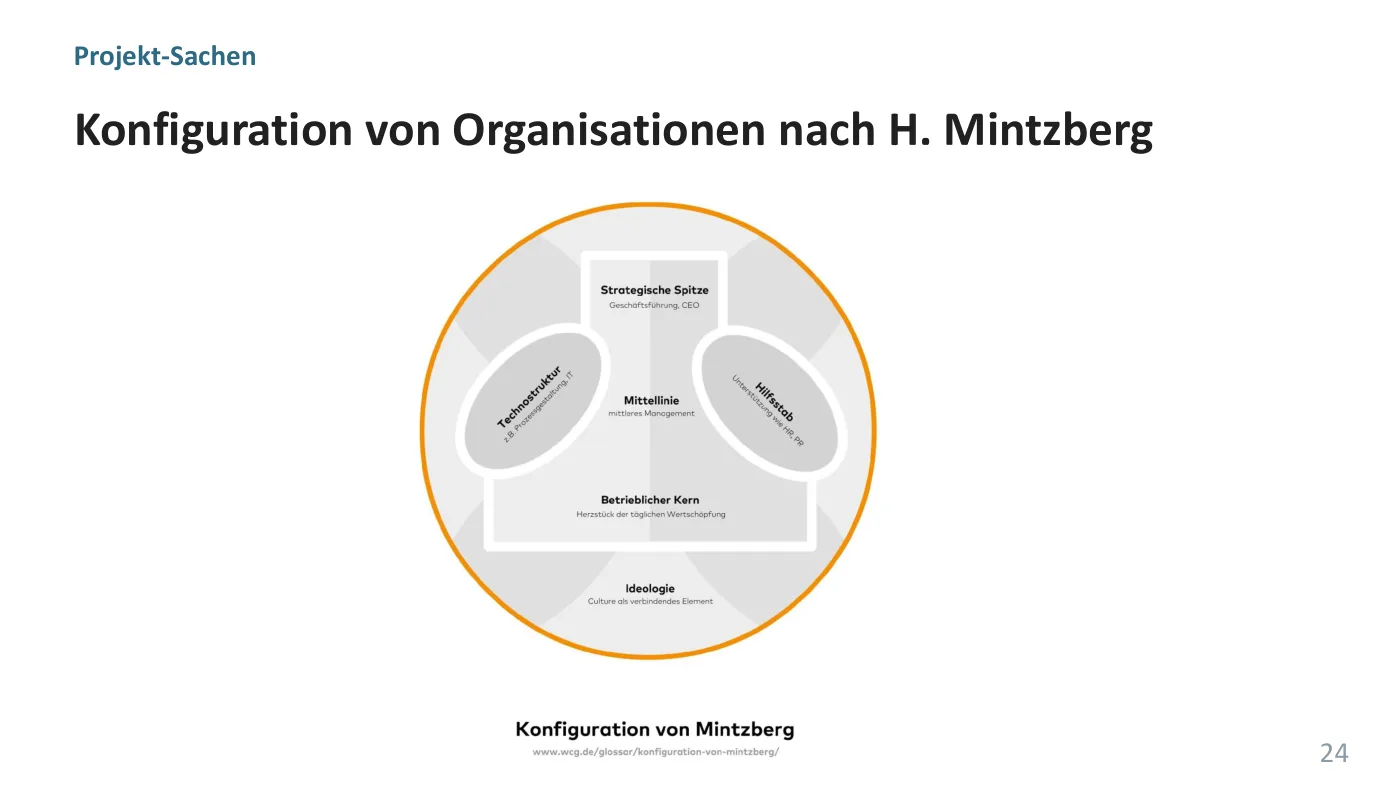 Projekt-Sachen
Konfiguration von Organisationen nach H. Mintzberg
Strategische Spitze
Geschäftsführung, CEO
Technostruktur
z.B. Prozessgestaltung, IT
Hilfsstab
Unterstützung wie HR, PR
Mittellinie
mittleres Management
Betrieblicher Kern
Herzstück der täglichen Wertschöpfung
Ideologie
Culture als verbindendes Element
Konfiguration von Mintzberg
www.wcg.de/glossar/konfiguration-von-mintzberg/
24